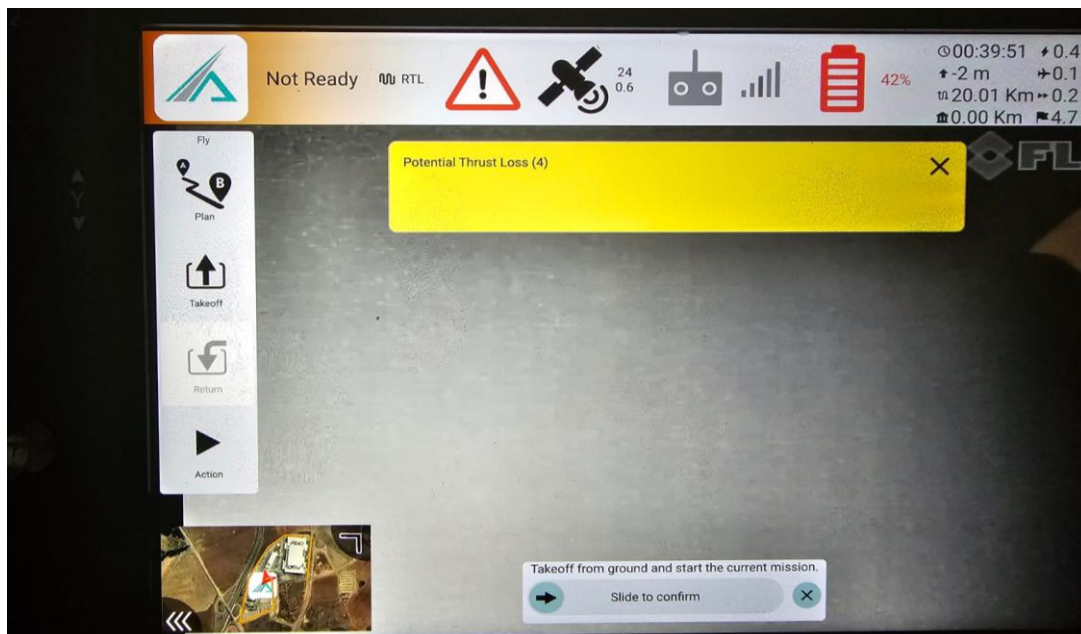 Not Ready
RTL
24
0.6
42%
00:39:51
0.4
-2 m
0.1
20.01 Km
0.2
0.00 Km
4.7
Fly
Plan
Takeoff
Return
Action
A
B
Potential Thrust Loss (4)
FL
Takeoff from ground and start the current mission.
Slide to confirm